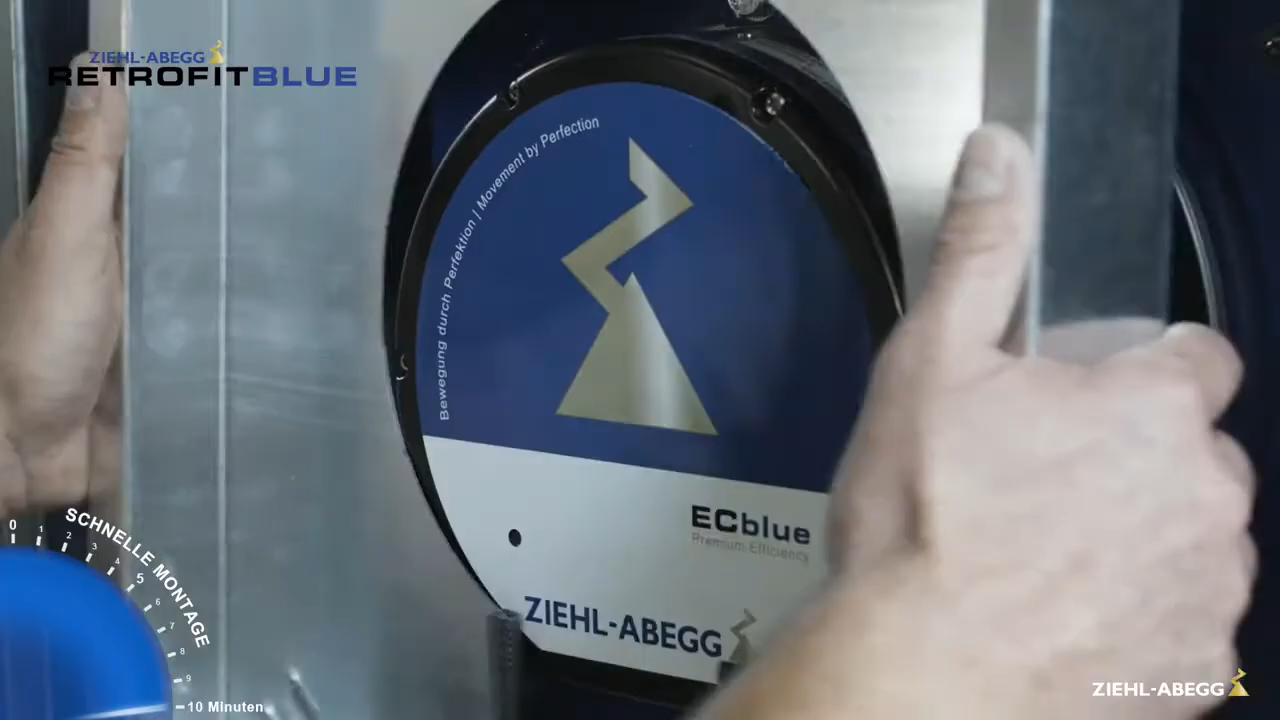 ZIEHL-ABEGG
RETROFITBLUE
Bewegung durch Perfektion | Movement by Perfection
ECblue
Premium Efficiency
ZIEHL-ABEGG
SCHNELLE MONTAGE
0
1
2
3
4
5
6
7
8
9
10 Minuten
ZIEHL-ABEGG